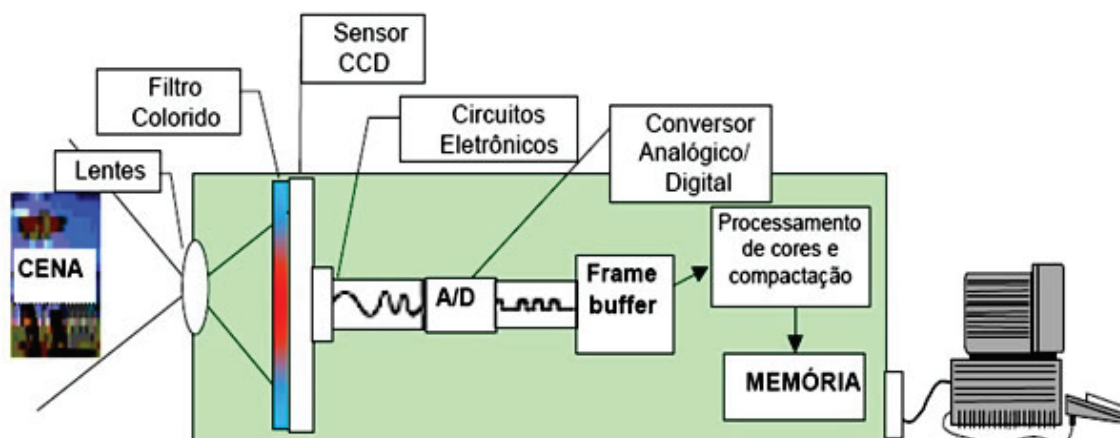 Sensor
CCD
Filtro
Colorido
Circuitos
Eletrônicos
Conversor
Analógico/
Digital
Lentes
CENA
A/D
Frame
buffer
Processamento
de cores e
compactação
MEMÓRIA